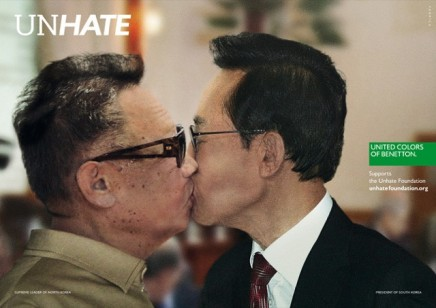 UNHATE
UNITED COLORS
OF BENETTON.
Supports
the Unhate Foundation
unhatefoundation.org
SUPREME LEADER OF NORTH KOREA
PRESIDENT OF SOUTH KOREA